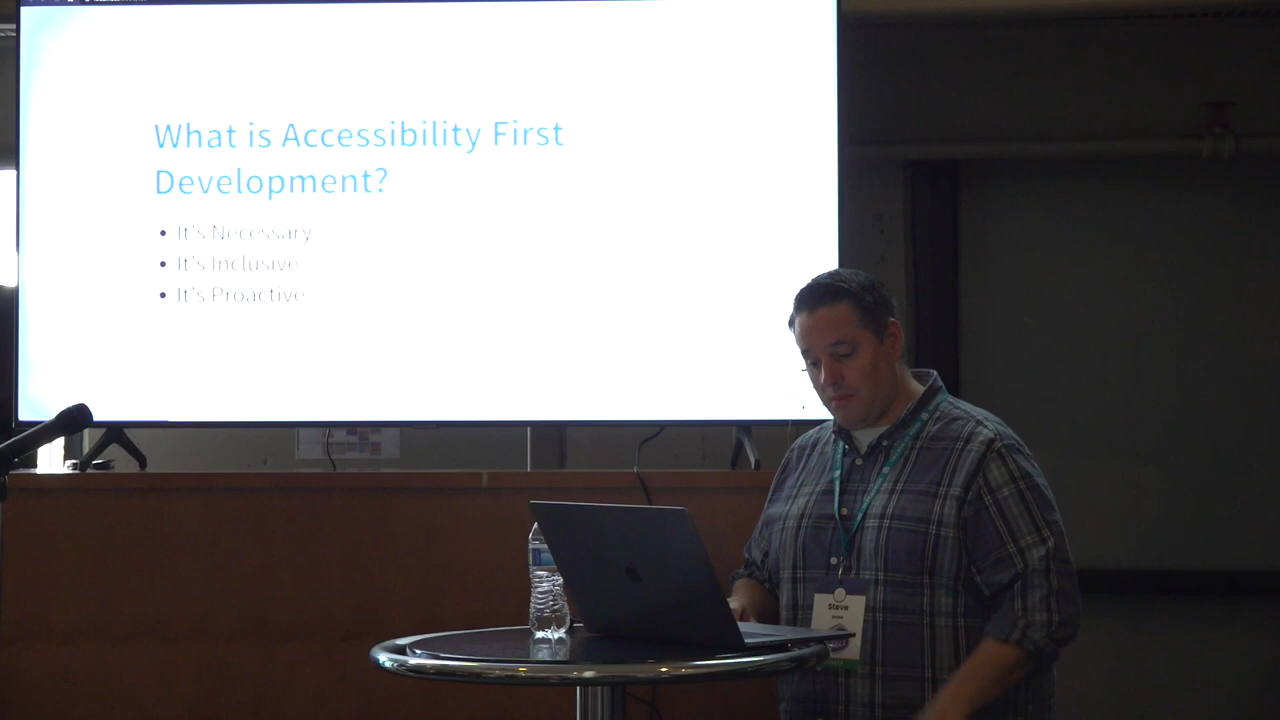 What is Accessibility First
Development?
• It's Necessary
• It's Inclusive
• It's Proactive
Steve